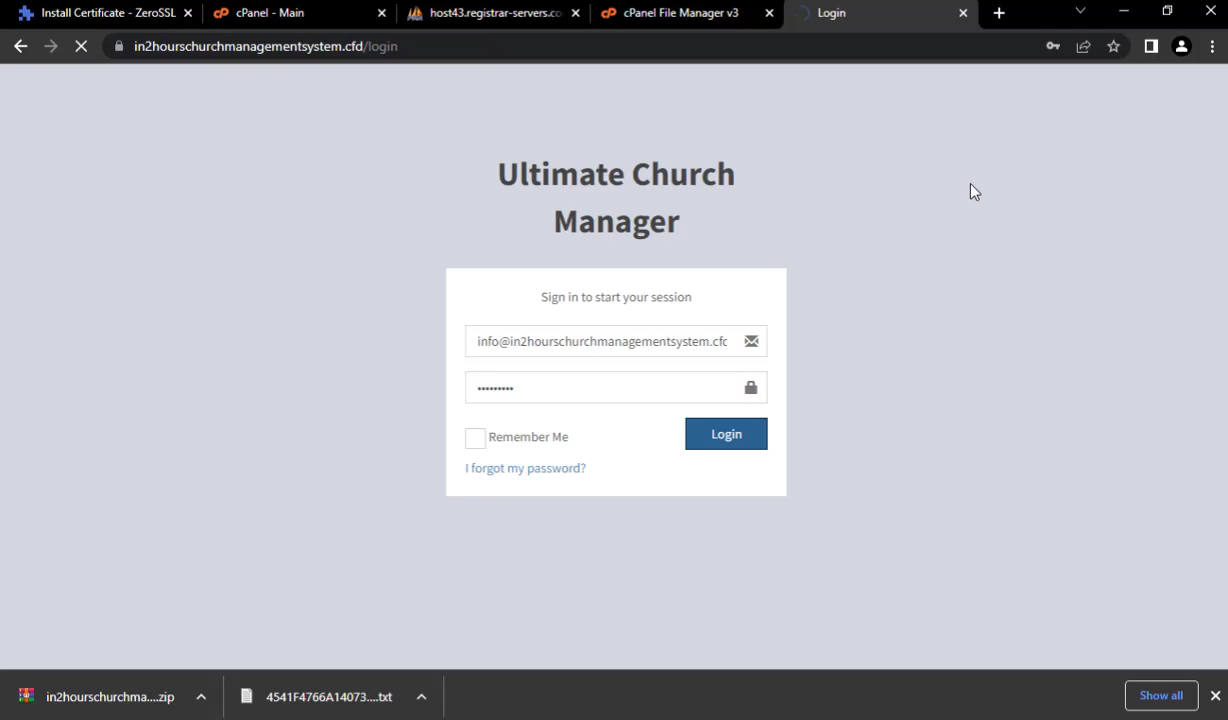 Install Certificate - ZeroSSL
cPanel - Main
host43.registrar-servers.co
cPanel File Manager v3
Login
in2hourschurchmanagementsystem.cfd/login
Ultimate Church
Manager
Sign in to start your session
info@in2hourschurchmanagementsystem.cfd
•••••••••
Remember Me
Login
I forgot my password?
in2hourschurchma....zip
4541F4766A14073....txt
Show all